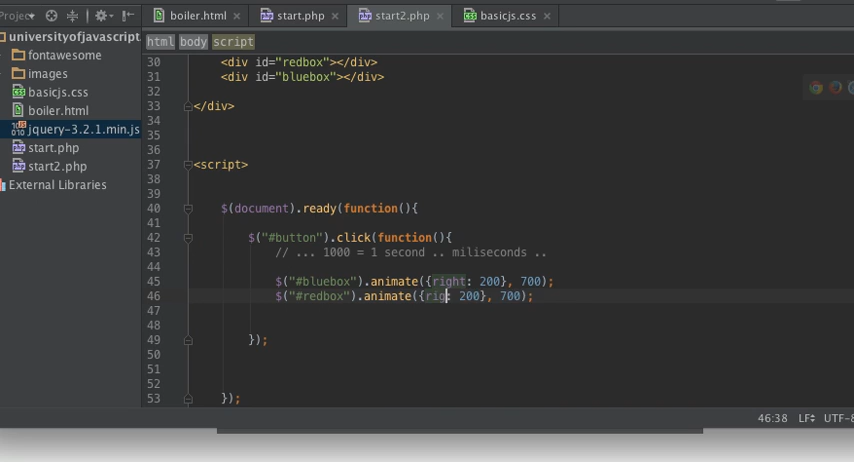 Project
boiler.html × start.php × start2.php × basicjs.css ×
universityofjavascript
fontawesome
images
basicjs.css
boiler.html
jquery-3.2.1.min.js
start.php
start2.php
External Libraries
html body script
30 <div id="redbox"></div>
31 <div id="bluebox"></div>
32
33 </div>
34
35
36
37 <script>
38
39
40 $(document).ready(function(){
41
42 $("#button").click(function(){
43 // ... 1000 = 1 second .. miliseconds ..
44
45 $("#bluebox").animate({right: 200}, 700);
46 $("#redbox").animate({rig: 200}, 700);
47
48
49 });
50
51
52
53 });
46:38 LF UTF-8